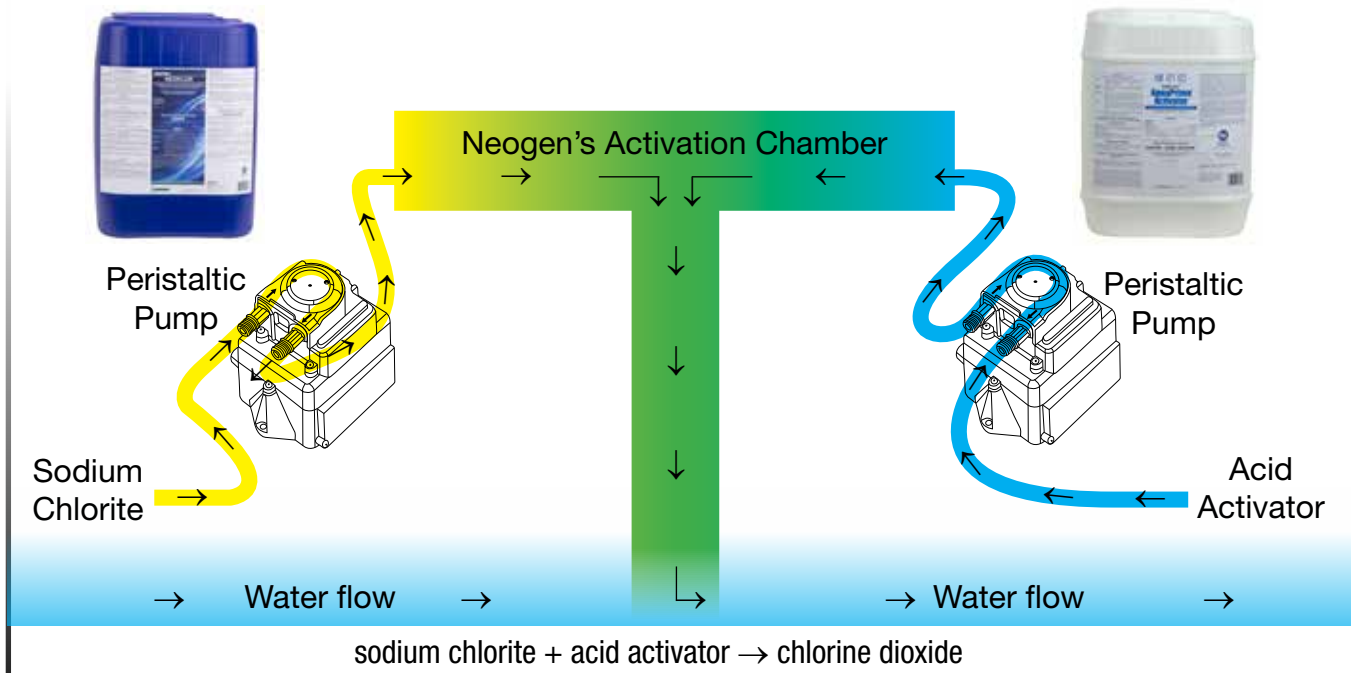 Neogen's Activation Chamber
Peristaltic
Pump
Peristaltic
Pump
Sodium
Chlorite
Acid
Activator
→ Water flow →
→ Water flow →
sodium chlorite + acid activator → chlorine dioxide